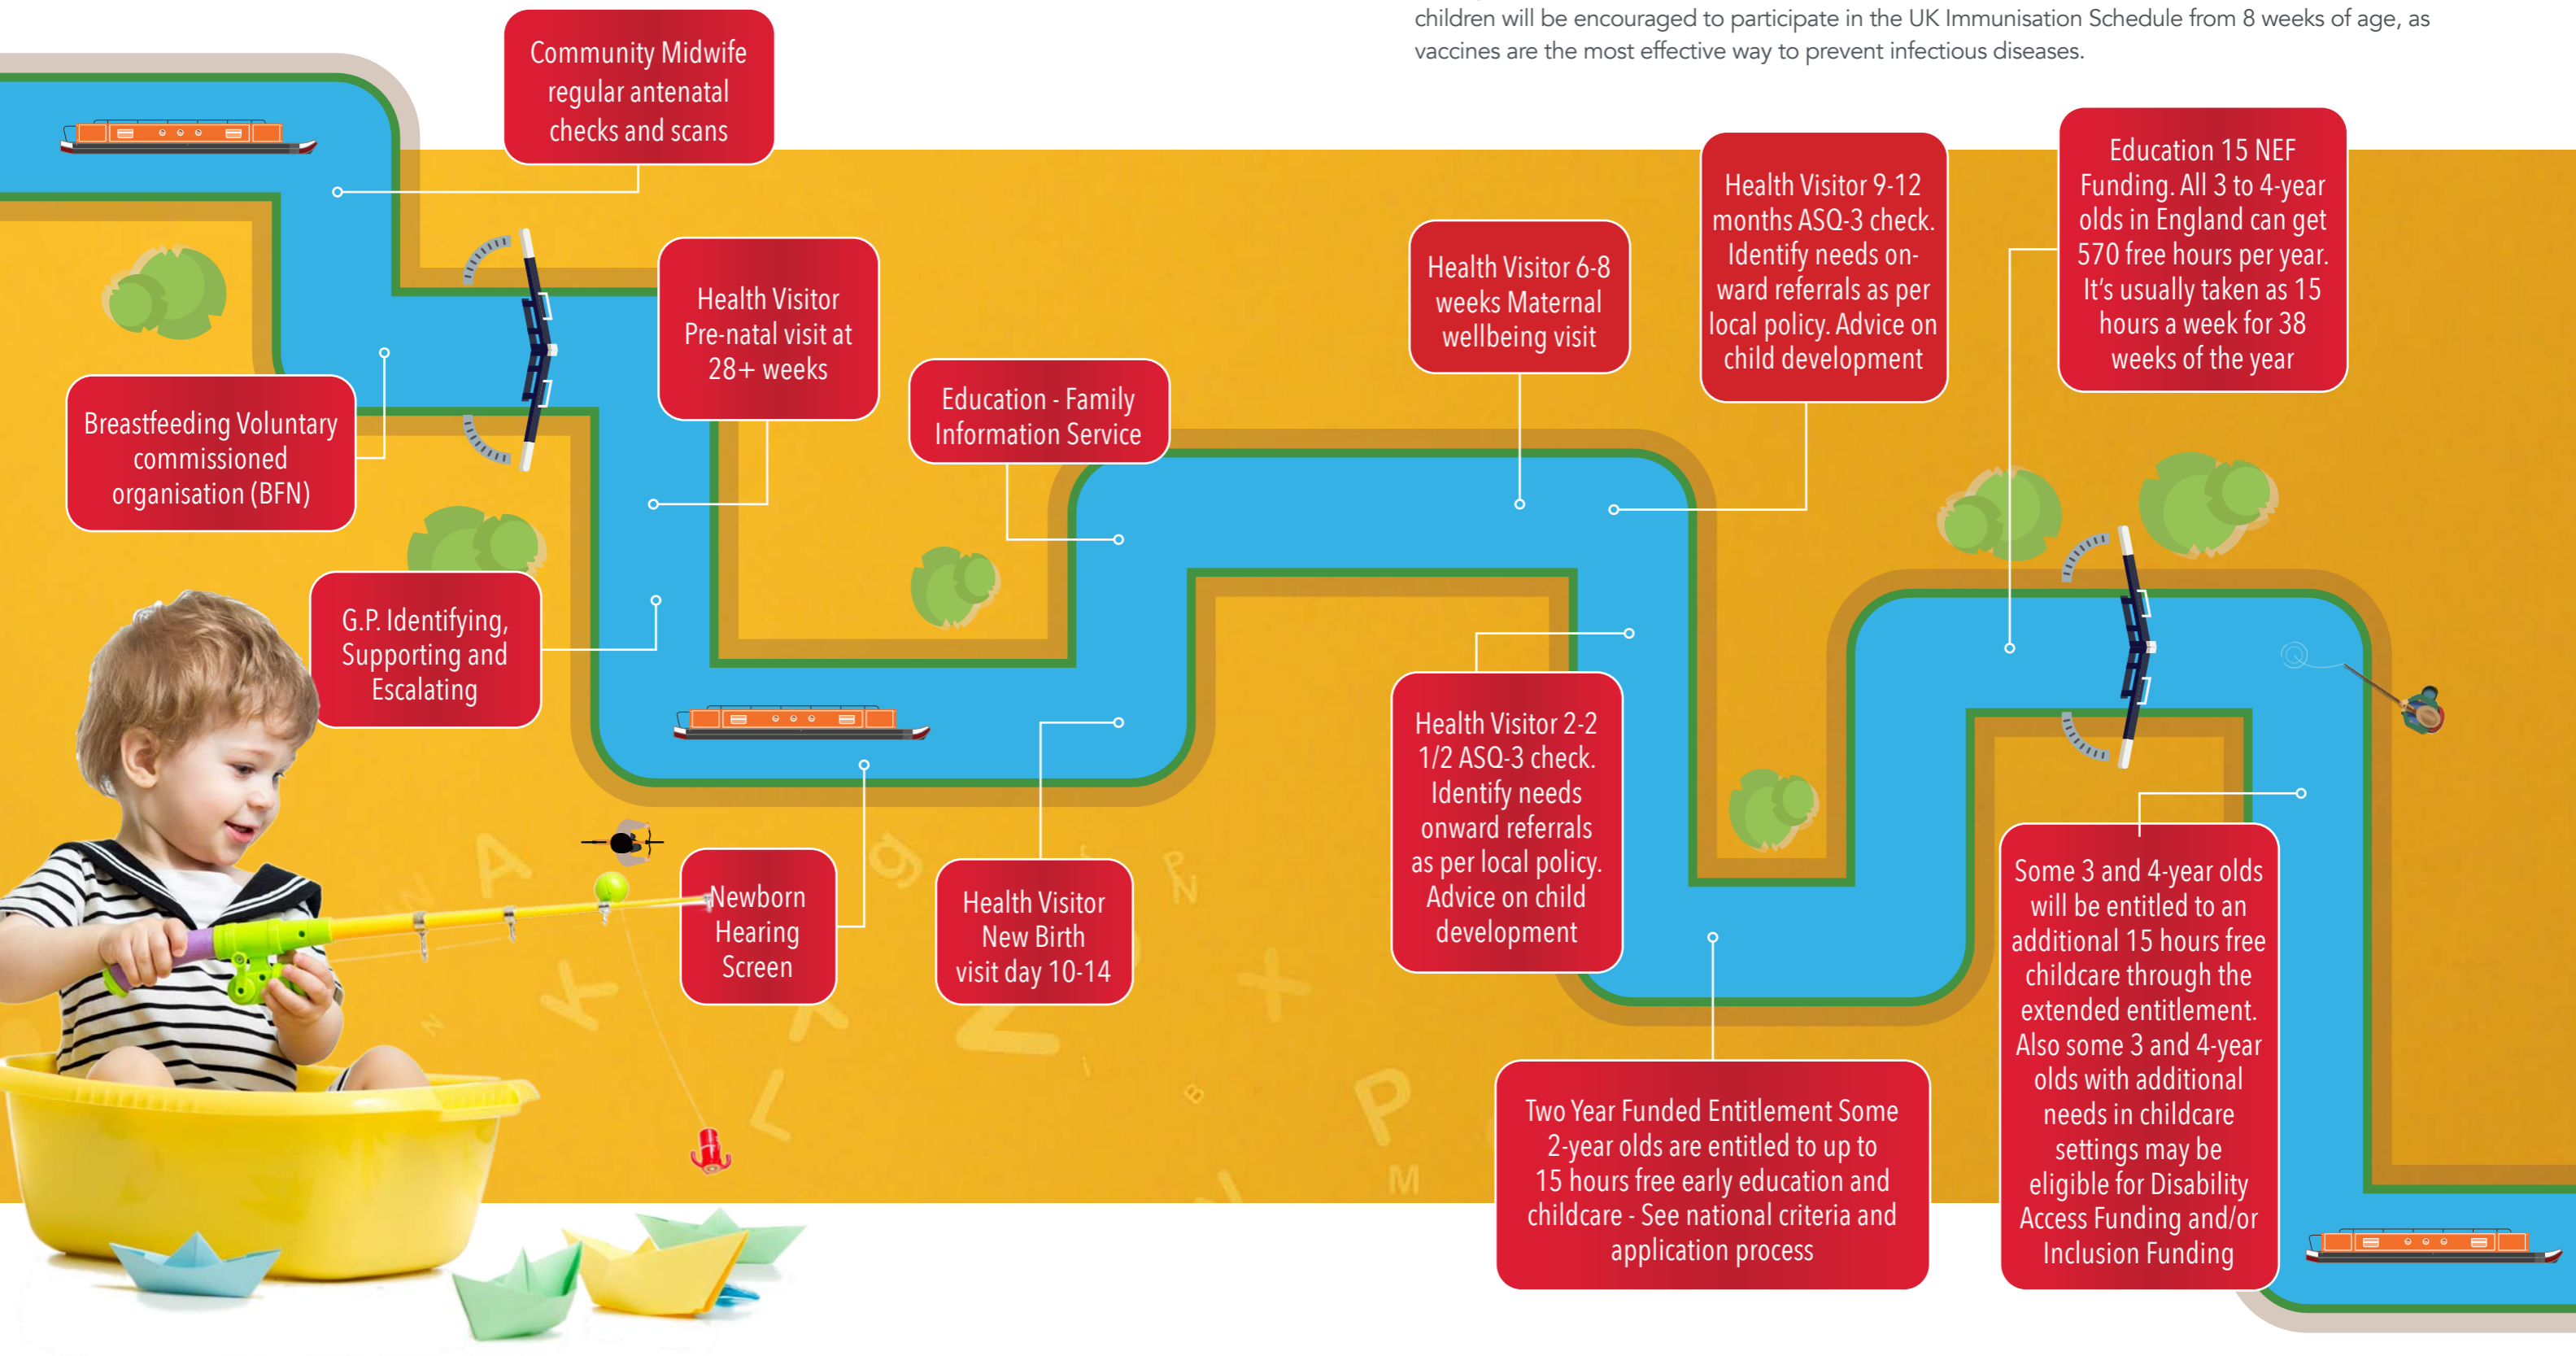 children will be encouraged to participate in the UK Immunisation Schedule from 8 weeks of age, as
vaccines are the most effective way to prevent infectious diseases.
Community Midwife
regular antenatal
checks and scans
Breastfeeding Voluntary
commissioned
organisation (BFN)
Health Visitor
Pre-natal visit at
28+ weeks
G.P. Identifying,
Supporting and
Escalating
Newborn
Hearing
Screen
Health Visitor
New Birth
visit day 10-14
Education - Family
Information Service
Health Visitor 6-8
weeks Maternal
wellbeing visit
Health Visitor 9-12
months ASQ-3 check.
Identify needs on-
ward referrals as per
local policy. Advice on
child development
Health Visitor 2-2
1/2 ASQ-3 check.
Identify needs
onward referrals
as per local policy.
Advice on child
development
Two Year Funded Entitlement Some
2-year olds are entitled to up to
15 hours free early education and
childcare - See national criteria and
application process
Education 15 NEF
Funding. All 3 to 4-year
olds in England can get
570 free hours per year.
It's usually taken as 15
hours a week for 38
weeks of the year
Some 3 and 4-year olds
will be entitled to an
additional 15 hours free
childcare through the
extended entitlement.
Also some 3 and 4-year
olds with additional
needs in childcare
settings may be
eligible for Disability
Access Funding and/or
Inclusion Funding